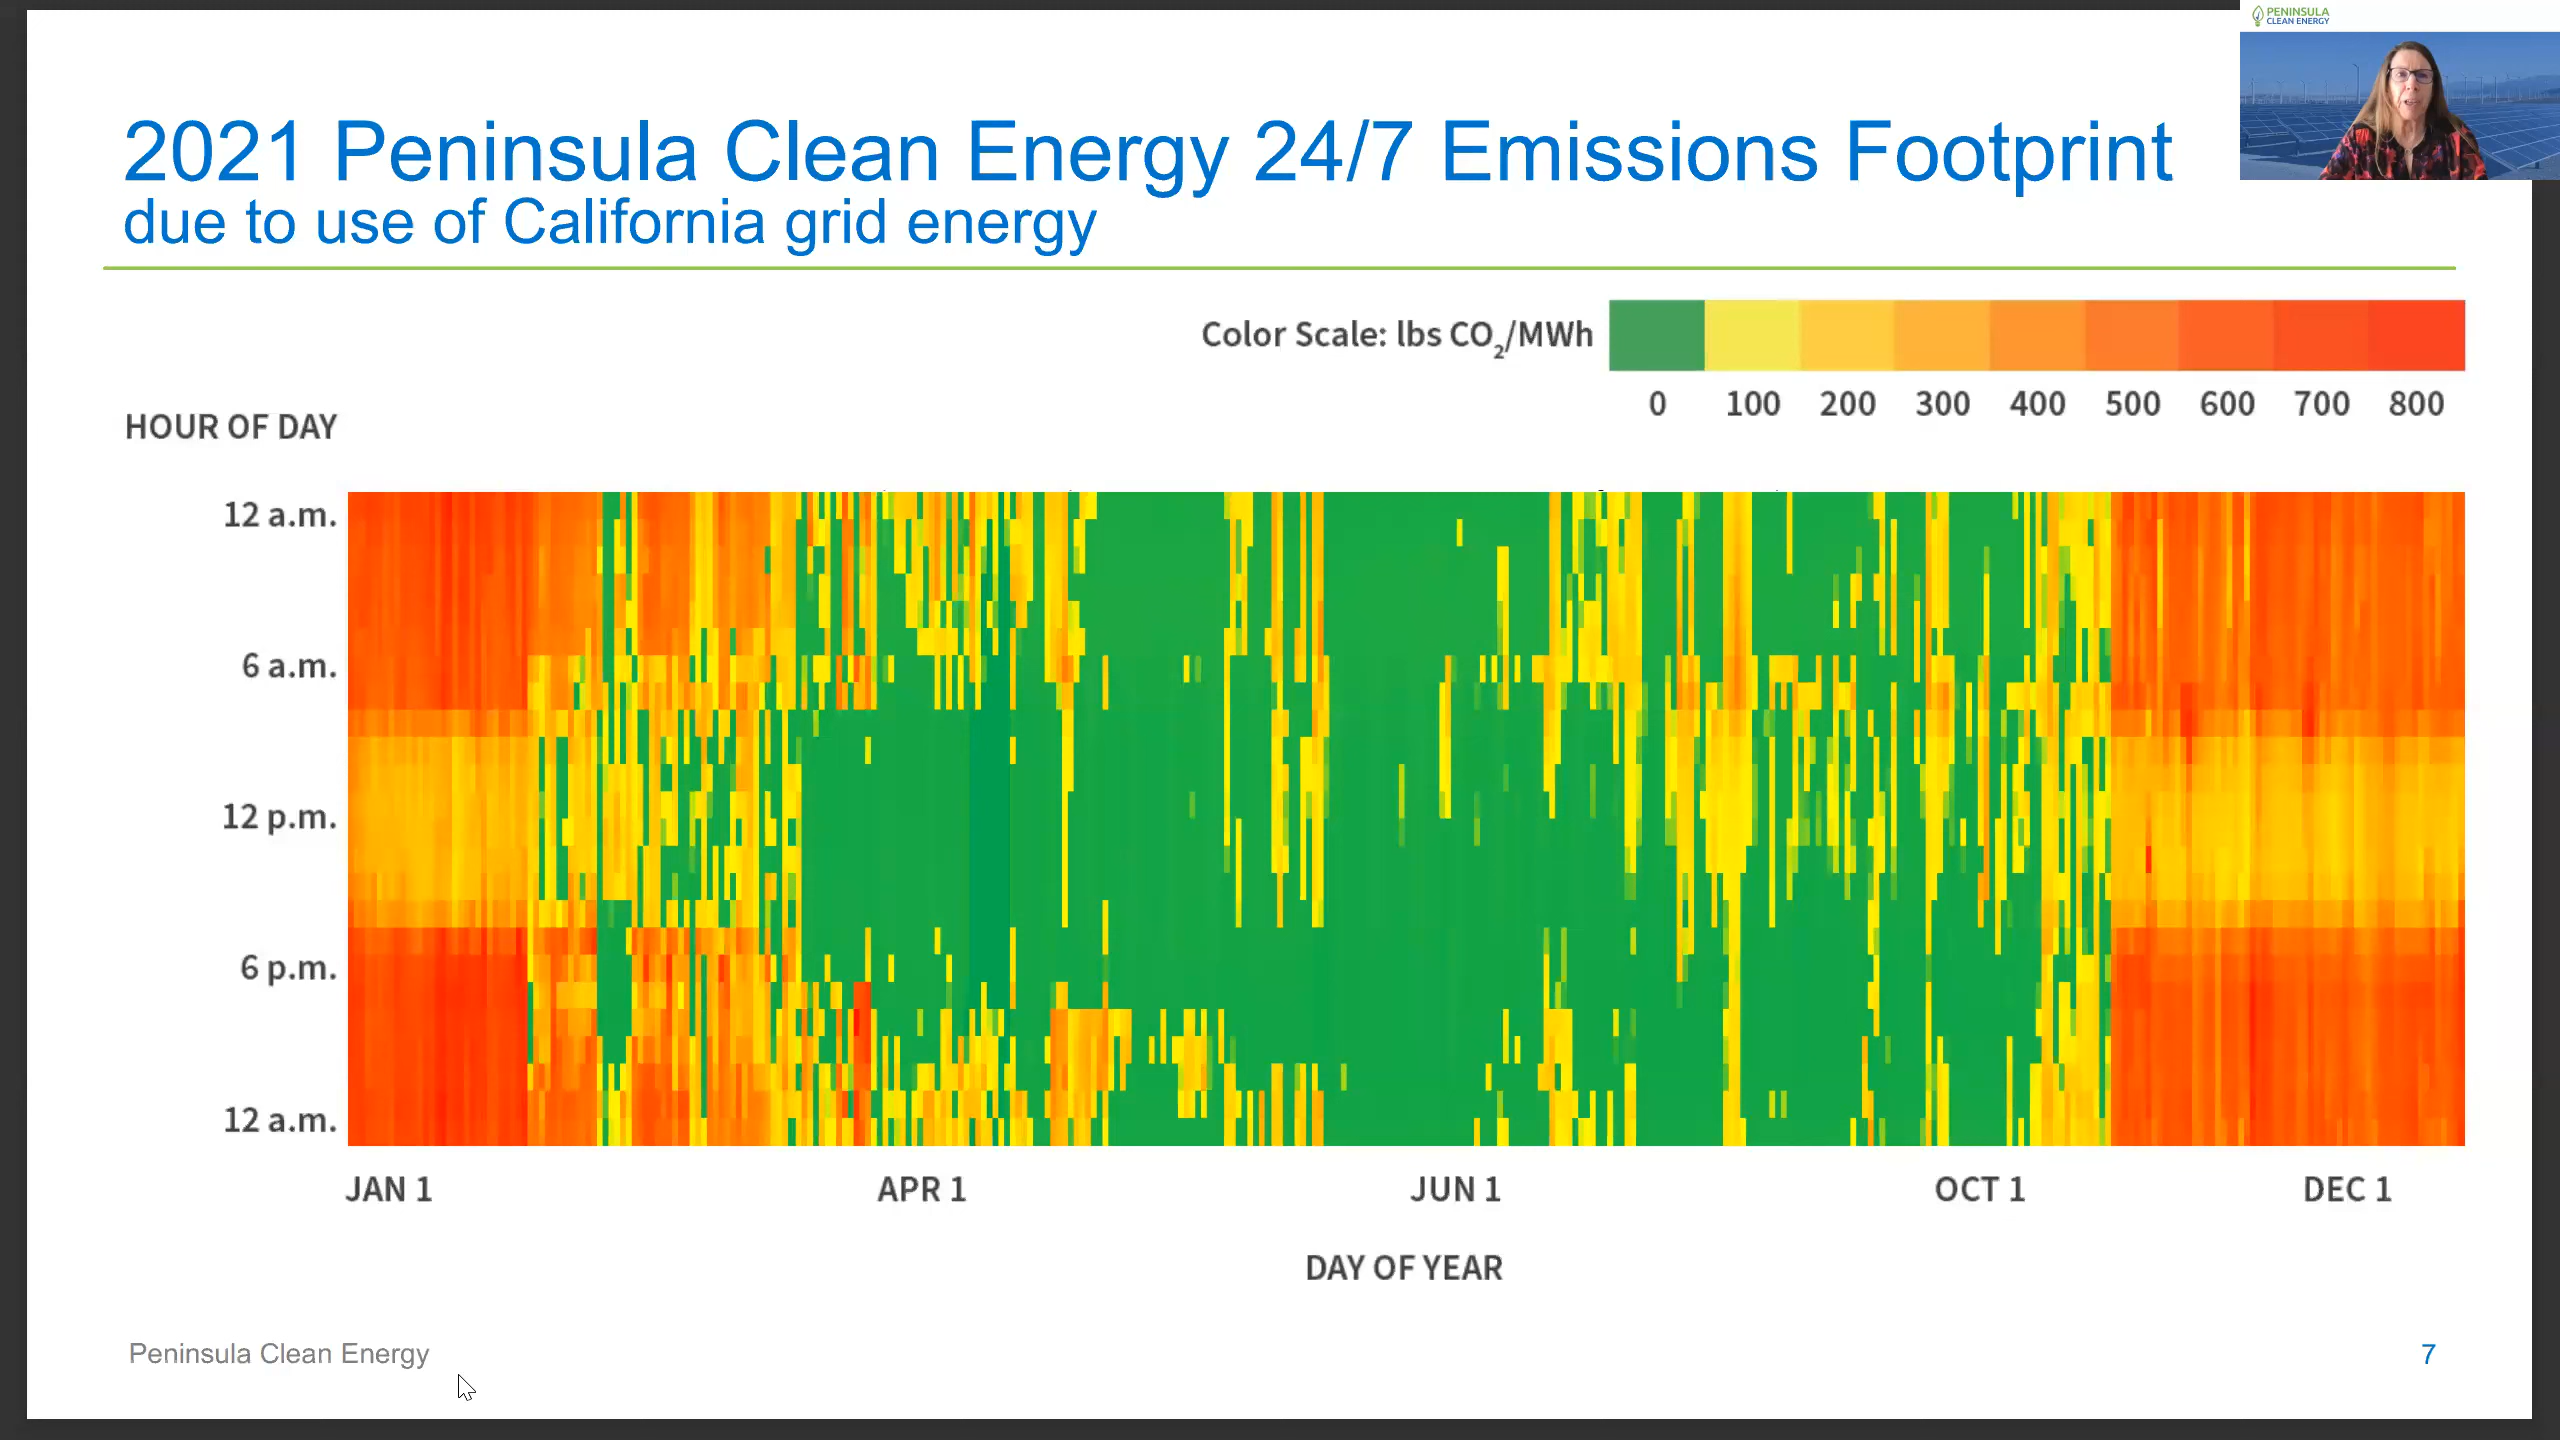 PENINSULA
CLEAN ENERGY
2021 Peninsula Clean Energy 24/7 Emissions Footprint
due to use of California grid energy
Color Scale: lbs CO₂/MWh
0 100 200 300 400 500 600 700 800
HOUR OF DAY
12 a.m.
6 a.m.
12 p.m.
6 p.m.
12 a.m.
JAN 1 APR 1 JUN 1 OCT 1 DEC 1
DAY OF YEAR
Peninsula Clean Energy
7